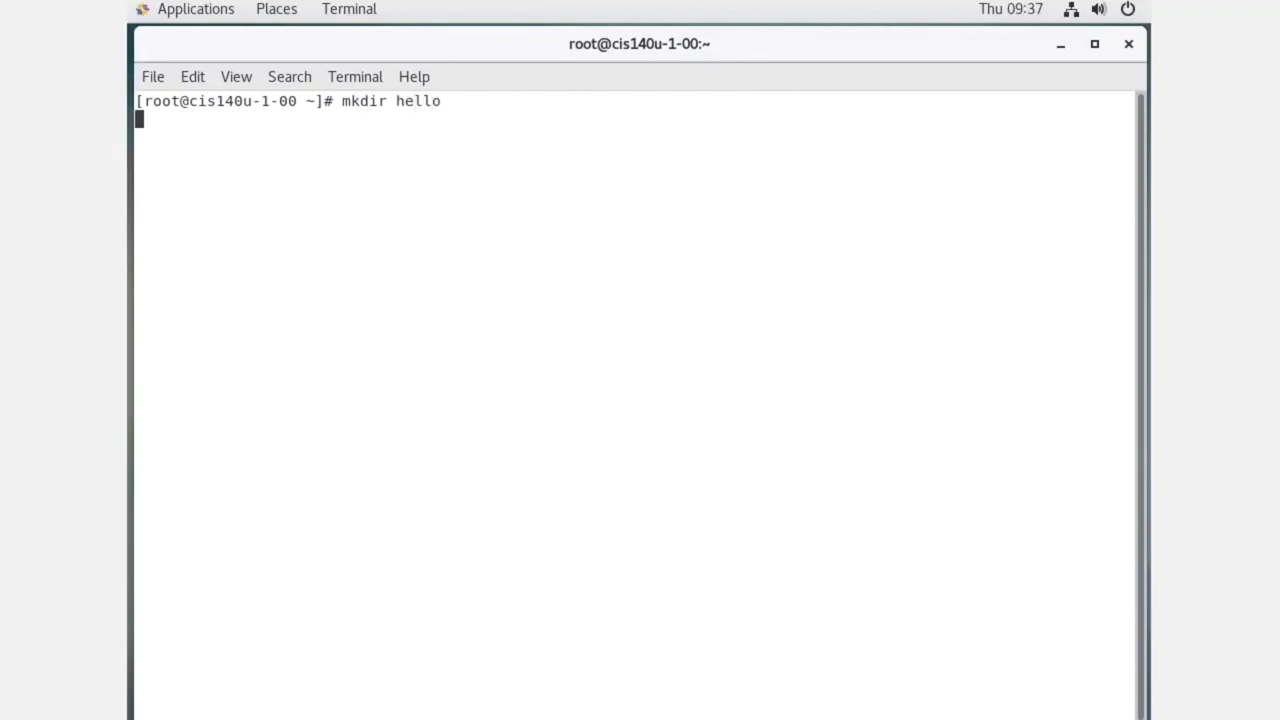 Applications Places Terminal Thu 09:37
root@cis140u-1-00:~
File Edit View Search Terminal Help
[root@cis140u-1-00 ~]# mkdir hello